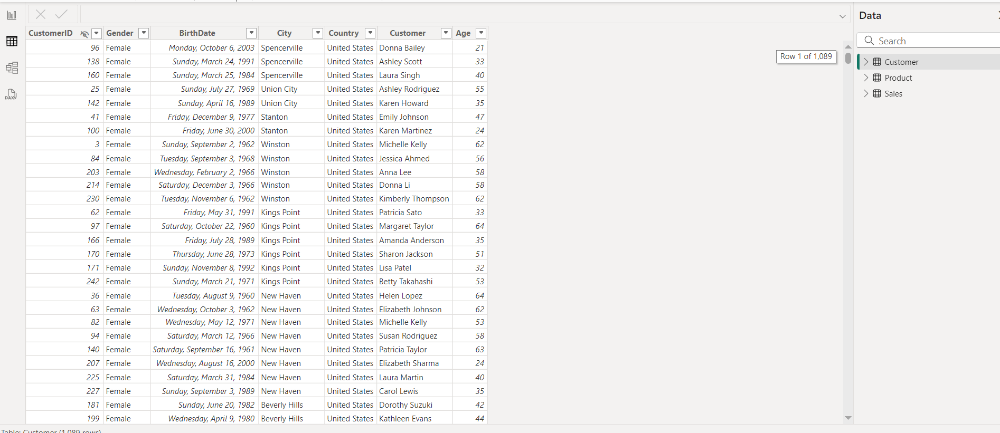 Data
Search
Customer
Product
Sales
Row 1 of 1,089
CustomerID Gender BirthDate City Country Customer Age
96 Female Monday, October 6, 2003 Spencerville United States Donna Bailey 21
138 Female Sunday, March 24, 1991 Spencerville United States Ashley Scott 33
160 Female Sunday, March 25, 1984 Spencerville United States Laura Singh 40
25 Female Sunday, July 27, 1969 Union City United States Ashley Rodriguez 55
142 Female Sunday, April 16, 1989 Union City United States Karen Howard 35
41 Female Friday, December 9, 1977 Stanton United States Emily Johnson 47
100 Female Friday, June 30, 2000 Stanton United States Karen Martinez 24
3 Female Sunday, September 2, 1962 Winston United States Michelle Kelly 62
84 Female Tuesday, September 3, 1968 Winston United States Jessica Ahmed 56
203 Female Wednesday, February 2, 1966 Winston United States Anna Lee 58
214 Female Saturday, December 3, 1966 Winston United States Donna Li 58
230 Female Tuesday, November 6, 1962 Winston United States Kimberly Thompson 62
62 Female Friday, May 31, 1991 Kings Point United States Patricia Sato 33
97 Female Saturday, October 22, 1960 Kings Point United States Margaret Taylor 64
166 Female Friday, July 28, 1989 Kings Point United States Amanda Anderson 35
170 Female Thursday, June 28, 1973 Kings Point United States Sharon Jackson 51
171 Female Sunday, November 8, 1992 Kings Point United States Lisa Patel 32
242 Female Sunday, March 21, 1971 Kings Point United States Betty Takahashi 53
36 Female Tuesday, August 9, 1960 New Haven United States Helen Lopez 64
63 Female Wednesday, October 3, 1962 New Haven United States Elizabeth Johnson 62
82 Female Wednesday, May 12, 1971 New Haven United States Michelle Kelly 53
94 Female Saturday, March 12, 1966 New Haven United States Susan Rodriguez 58
140 Female Saturday, September 16, 1961 New Haven United States Patricia Taylor 63
207 Female Wednesday, August 16, 2000 New Haven United States Elizabeth Sharma 24
225 Female Saturday, March 31, 1984 New Haven United States Laura Martin 40
227 Female Sunday, September 3, 1989 New Haven United States Carol Lewis 35
181 Female Sunday, June 20, 1982 Beverly Hills United States Dorothy Suzuki 42
199 Female Wednesday, April 9, 1980 Beverly Hills United States Kathleen Evans 44
DAX
Table: Customer (1,089 rows)